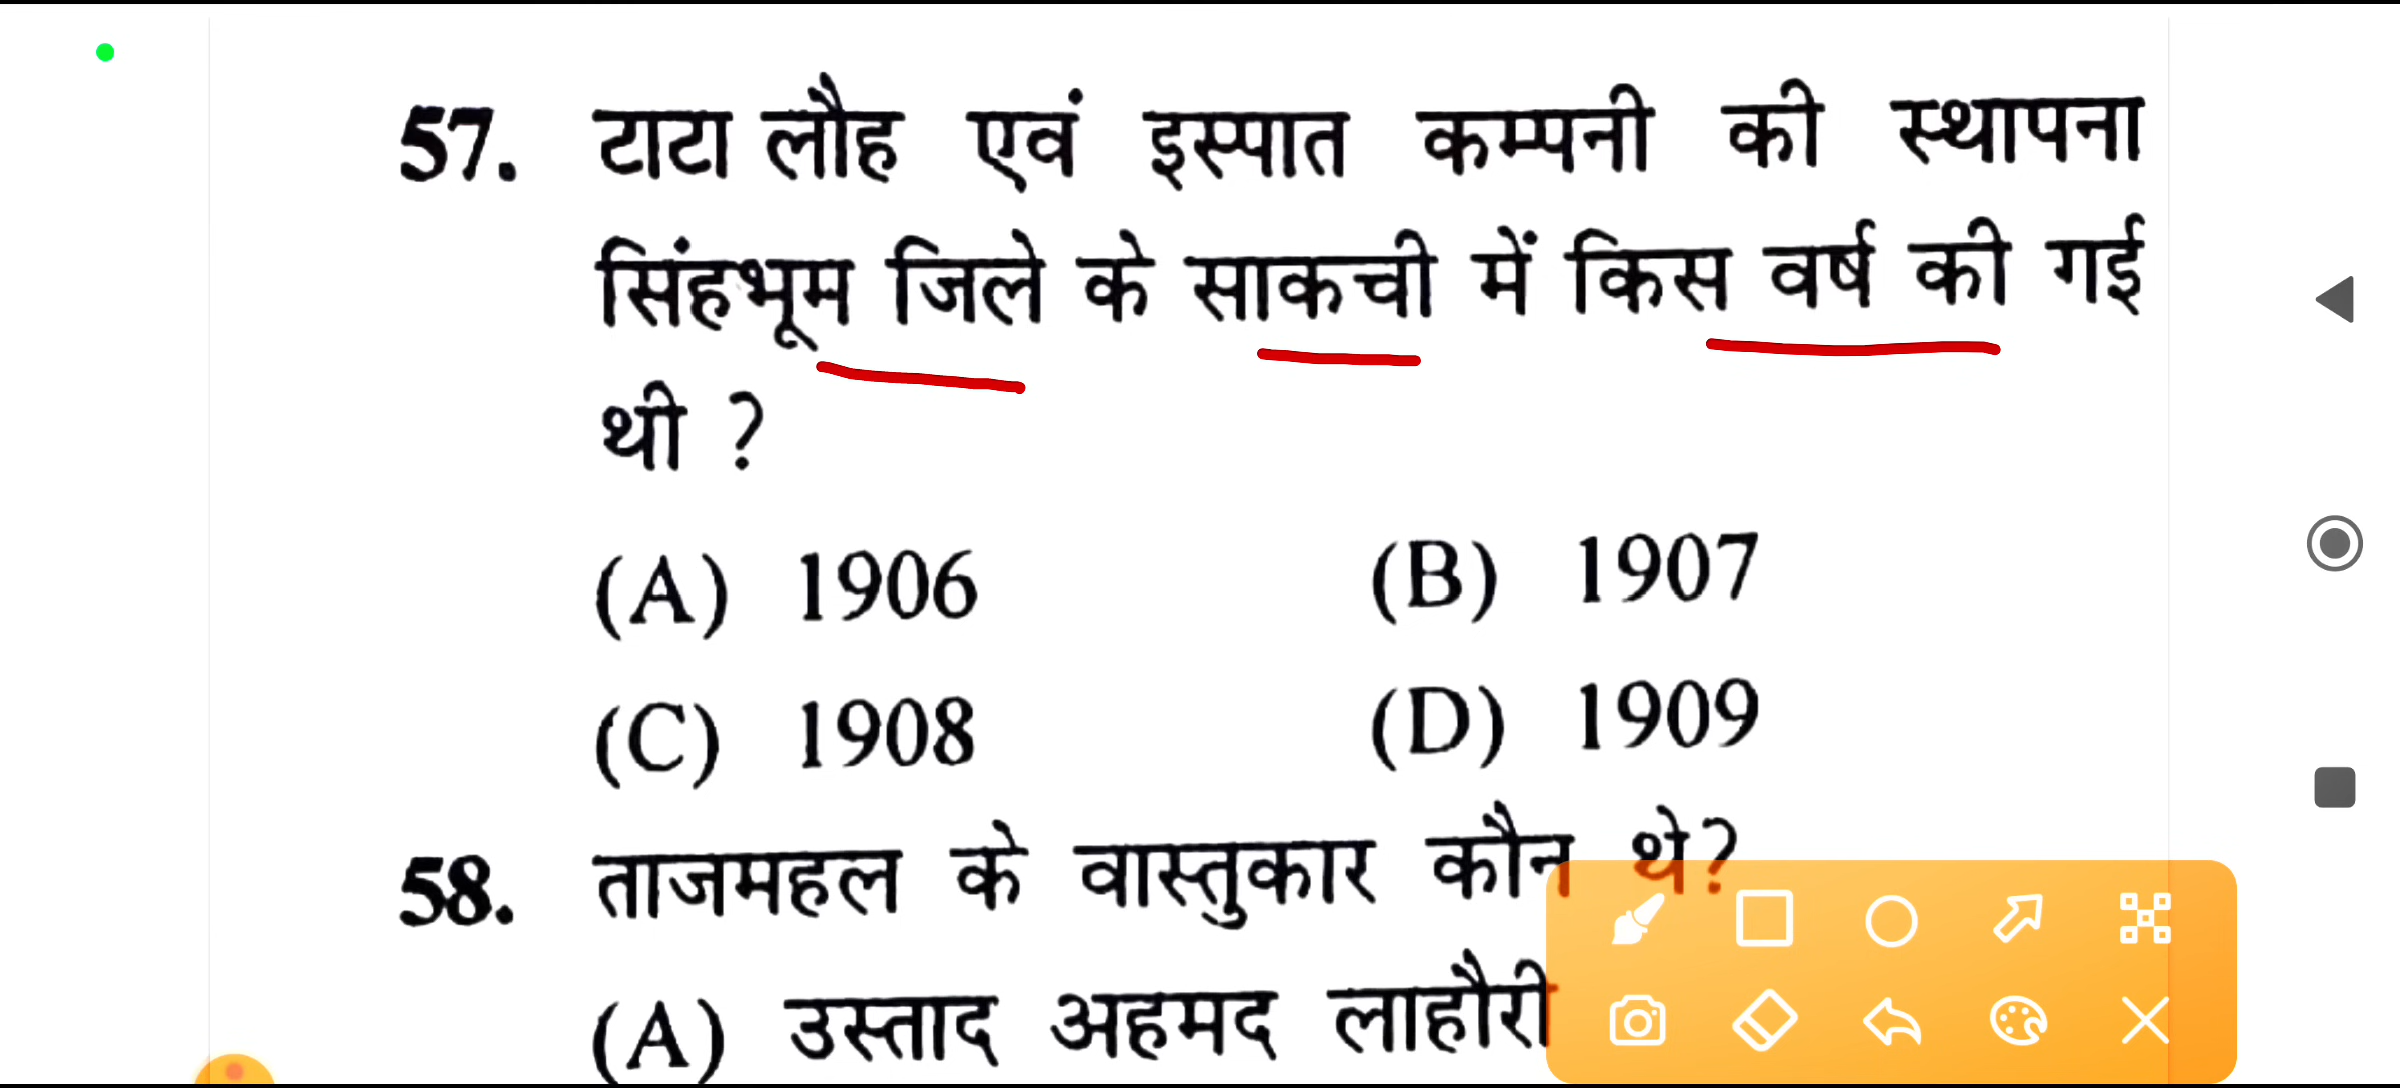 57. टाटा लौह एवं इस्पात कम्पनी की स्थापना
सिंहभूम जिले के साकची में किस वर्ष की गई
थी ?
(A) 1906 (B) 1907
(C) 1908 (D) 1909
58. ताजमहल के वास्तुकार कौन थे?
(A) उस्ताद अहमद लाहौरी